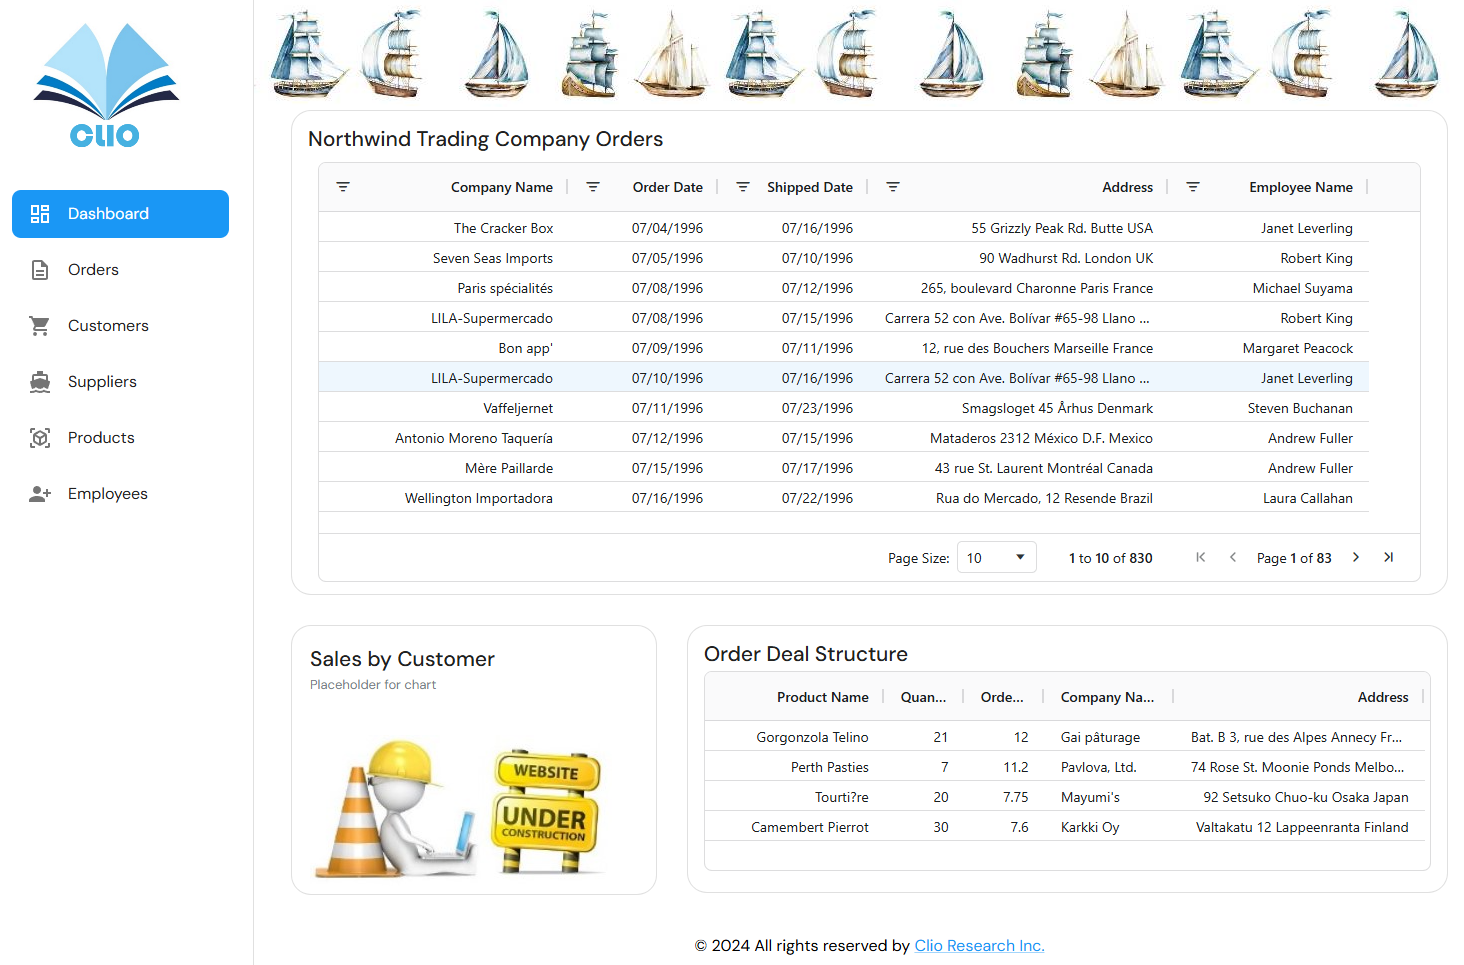 CLIO
Dashboard
Orders
Customers
Suppliers
Products
Employees
Northwind Trading Company Orders
Company Name Order Date Shipped Date Address Employee Name
The Cracker Box 07/04/1996 07/16/1996 55 Grizzly Peak Rd. Butte USA Janet Leverling
Seven Seas Imports 07/05/1996 07/10/1996 90 Wadhurst Rd. London UK Robert King
Paris spécialités 07/08/1996 07/12/1996 265, boulevard Charonne Paris France Michael Suyama
LILA-Supermercado 07/08/1996 07/15/1996 Carrera 52 con Ave. Bolívar #65-98 Llano ... Robert King
Bon app' 07/09/1996 07/11/1996 12, rue des Bouchers Marseille France Margaret Peacock
LILA-Supermercado 07/10/1996 07/16/1996 Carrera 52 con Ave. Bolívar #65-98 Llano ... Janet Leverling
Vaffeljernet 07/11/1996 07/23/1996 Smagsloget 45 Århus Denmark Steven Buchanan
Antonio Moreno Taquería 07/12/1996 07/15/1996 Mataderos 2312 México D.F. Mexico Andrew Fuller
Mère Paillarde 07/15/1996 07/17/1996 43 rue St. Laurent Montréal Canada Andrew Fuller
Wellington Importadora 07/16/1996 07/22/1996 Rua do Mercado, 12 Resende Brazil Laura Callahan
Page Size: 10 1 to 10 of 830 Page 1 of 83
Sales by Customer
Placeholder for chart
WEBSITE
UNDER
CONSTRUCTION
Order Deal Structure
Product Name Quan... Orde... Company Na... Address
Gorgonzola Telino 21 12 Gai pâturage Bat. B 3, rue des Alpes Annecy Fr...
Perth Pasties 7 11.2 Pavlova, Ltd. 74 Rose St. Moonie Ponds Melbo...
Tourti?re 20 7.75 Mayumi's 92 Setsuko Chuo-ku Osaka Japan
Camembert Pierrot 30 7.6 Karkki Oy Valtakatu 12 Lappeenranta Finland
© 2024 All rights reserved by Clio Research Inc.